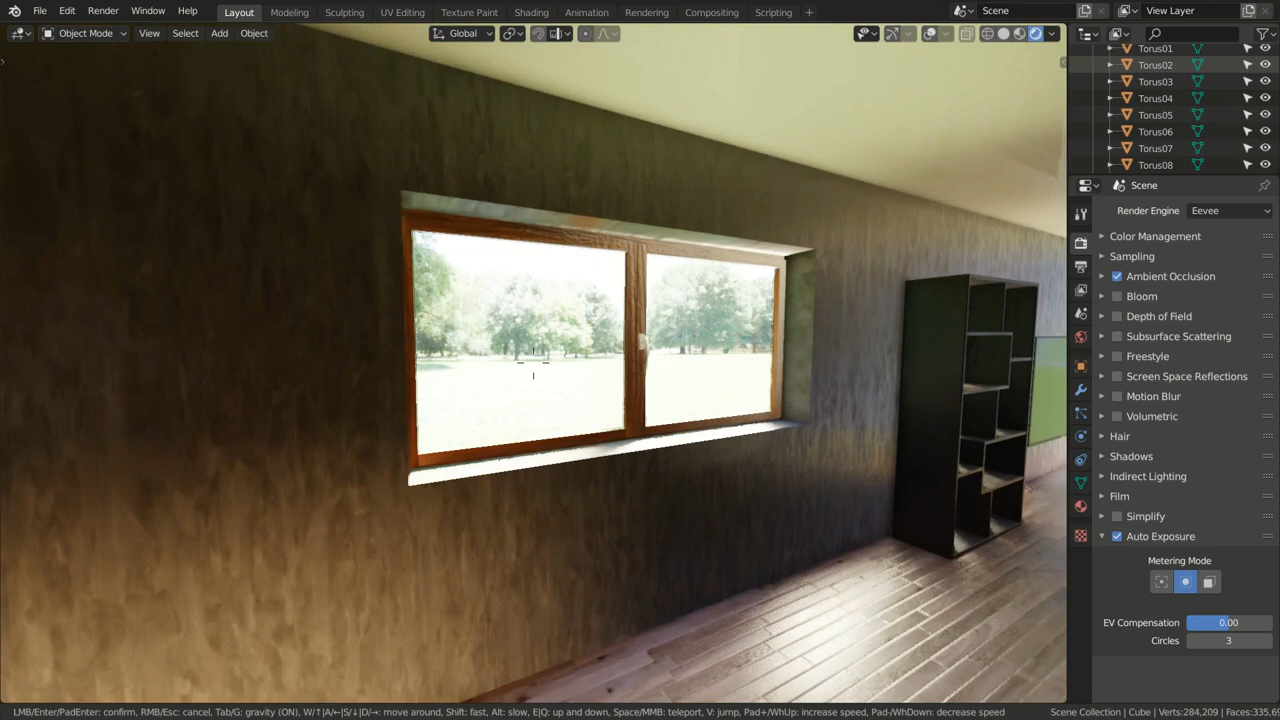 File Edit Render Window Help Layout Modeling Sculpting UV Editing Texture Paint Shading Animation Rendering Compositing Scripting + Scene View Layer
Object Mode View Select Add Object Global
Torus01
Torus02
Torus03
Torus04
Torus05
Torus06
Torus07
Torus08
Scene
Render Engine Eevee
Color Management
Sampling
Ambient Occlusion
Bloom
Depth of Field
Subsurface Scattering
Freestyle
Screen Space Reflections
Motion Blur
Volumetric
Hair
Shadows
Indirect Lighting
Film
Simplify
Auto Exposure
Metering Mode
EV Compensation 0.00
Circles 3
LMB/Enter/PadEnter: confirm, RMB/Esc: cancel, Tab/G: gravity (ON), W/↑|A/←|S/↓|D/→: move around, Shift: fast, Alt: slow, E|Q: up and down, Space/MMB: teleport, V: jump, Pad+/WhUp: increase speed, Pad-/WhDown: decrease speed Scene Collection | Cube | Verts:284,209 | Faces:335,6